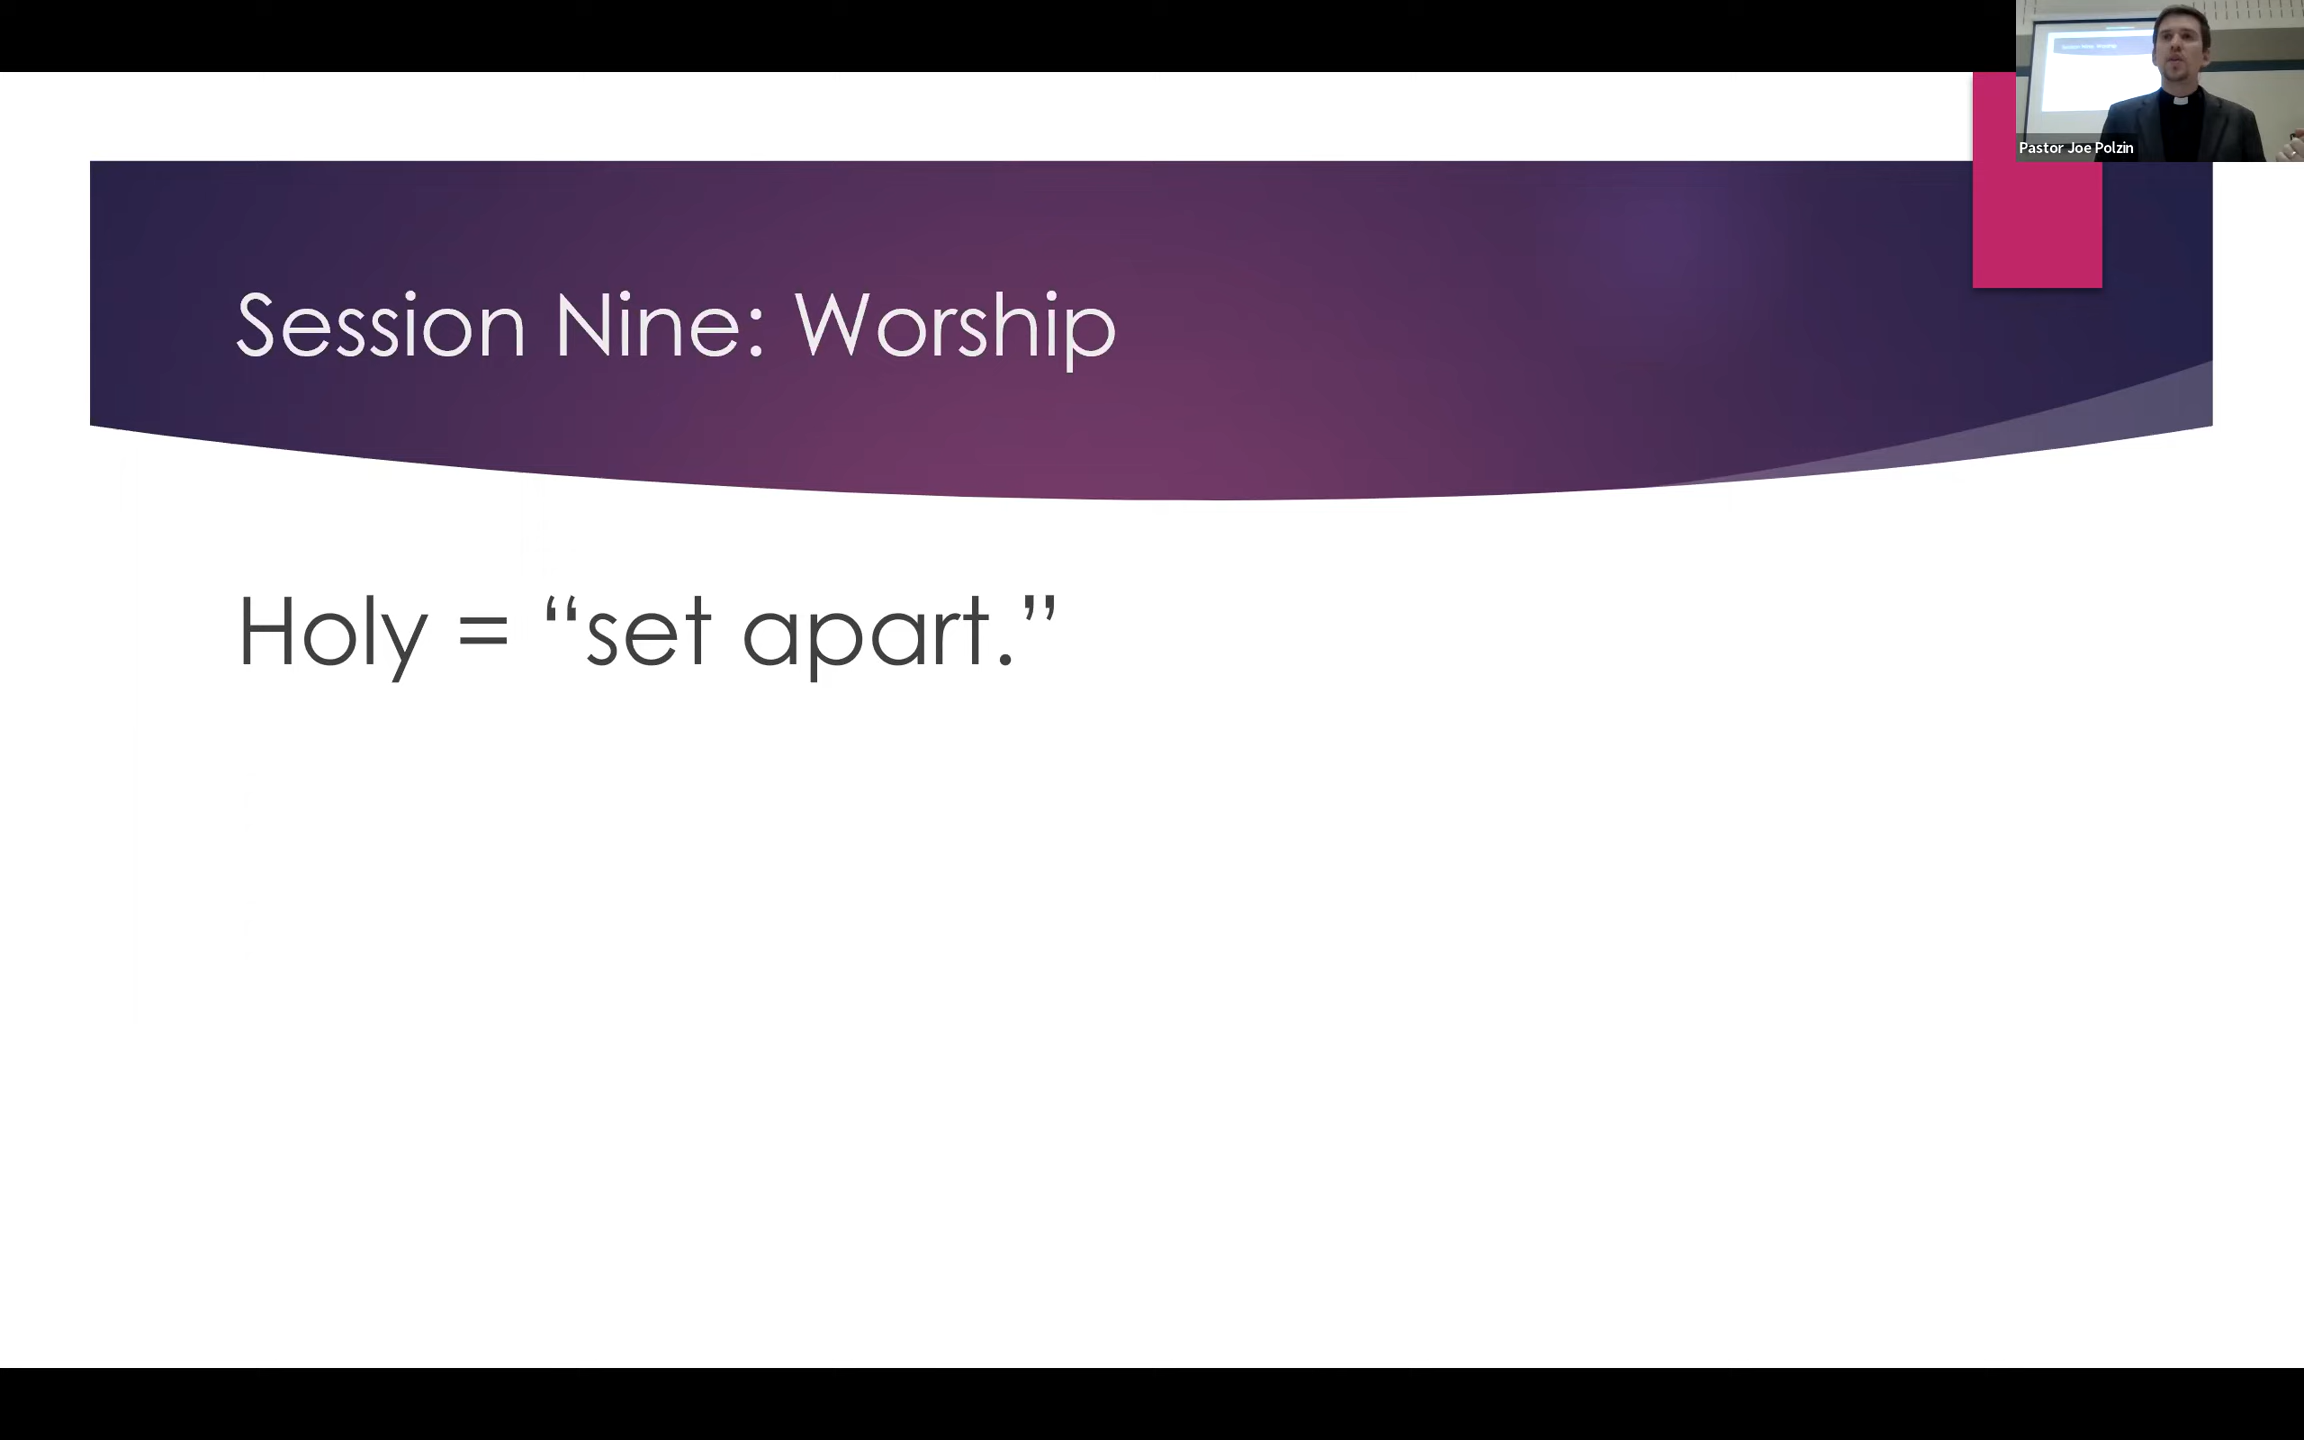 Pastor Joe Polzin
Session Nine: Worship
Holy = “set apart.”